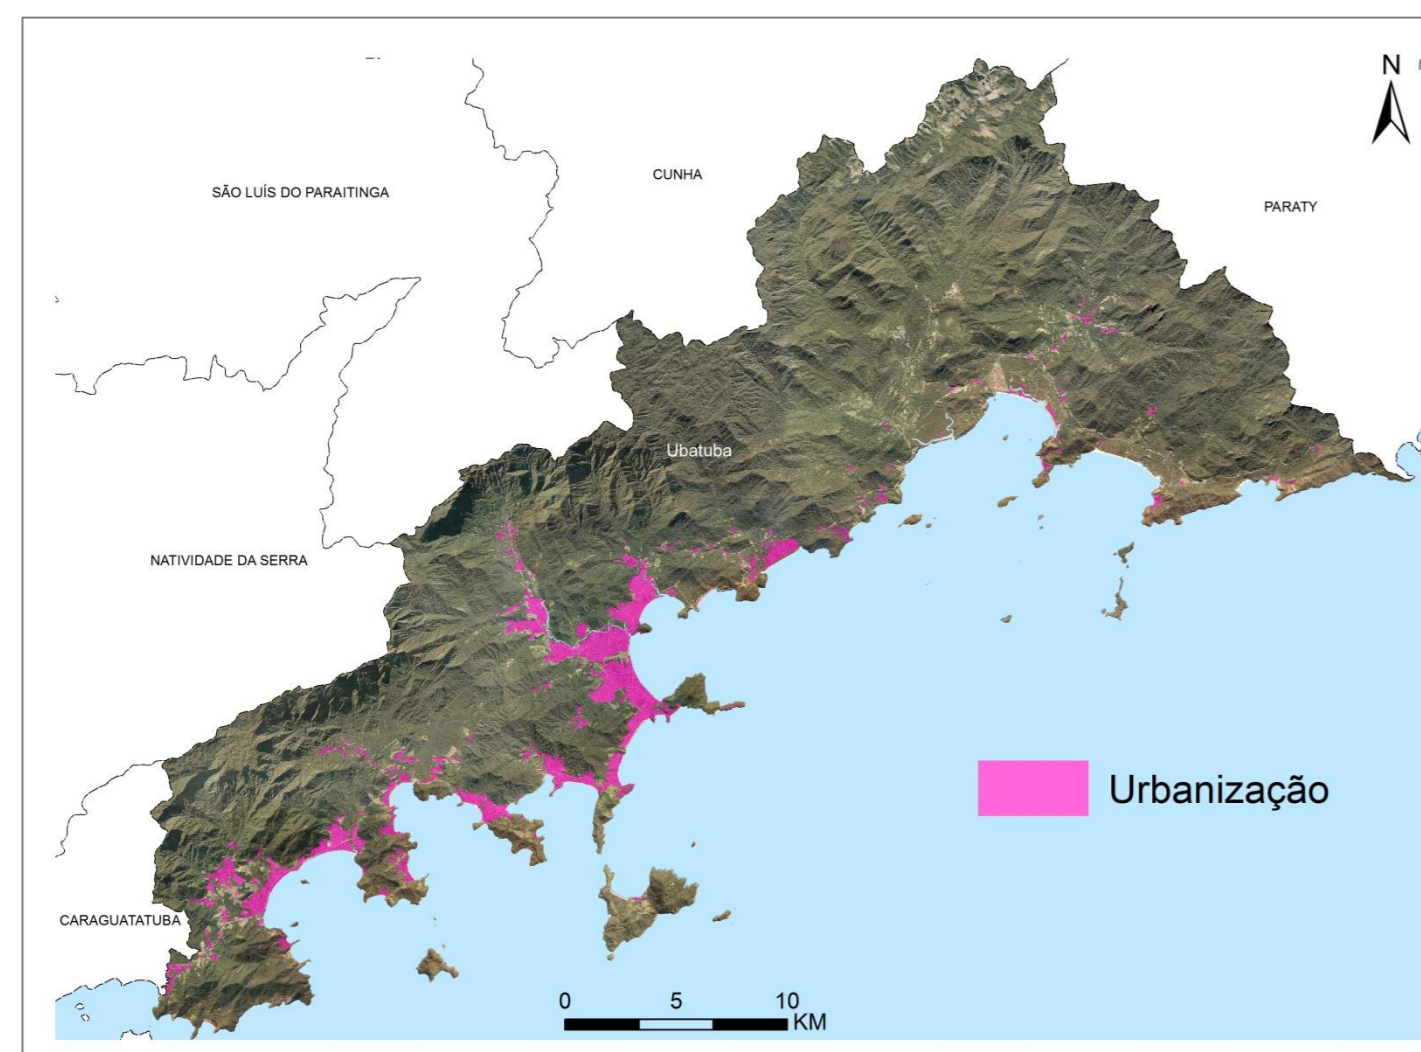 N
CUNHA
SÃO LUÍS DO PARAITINGA
PARATY
Ubatuba
NATIVIDADE DA SERRA
Urbanização
CARAGUATATUBA
0 5 10
KM